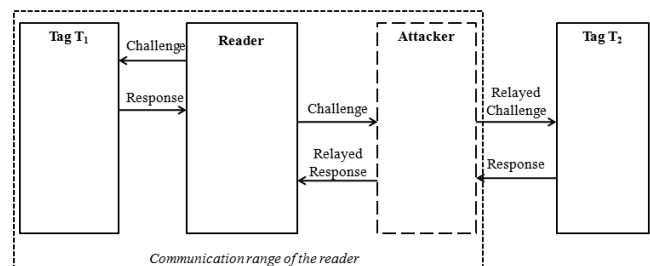 Tag T₁
Reader
Attacker
Tag T₂
Challenge
Response
Challenge
Relayed
Response
Relayed
Challenge
Response
Communication range of the reader